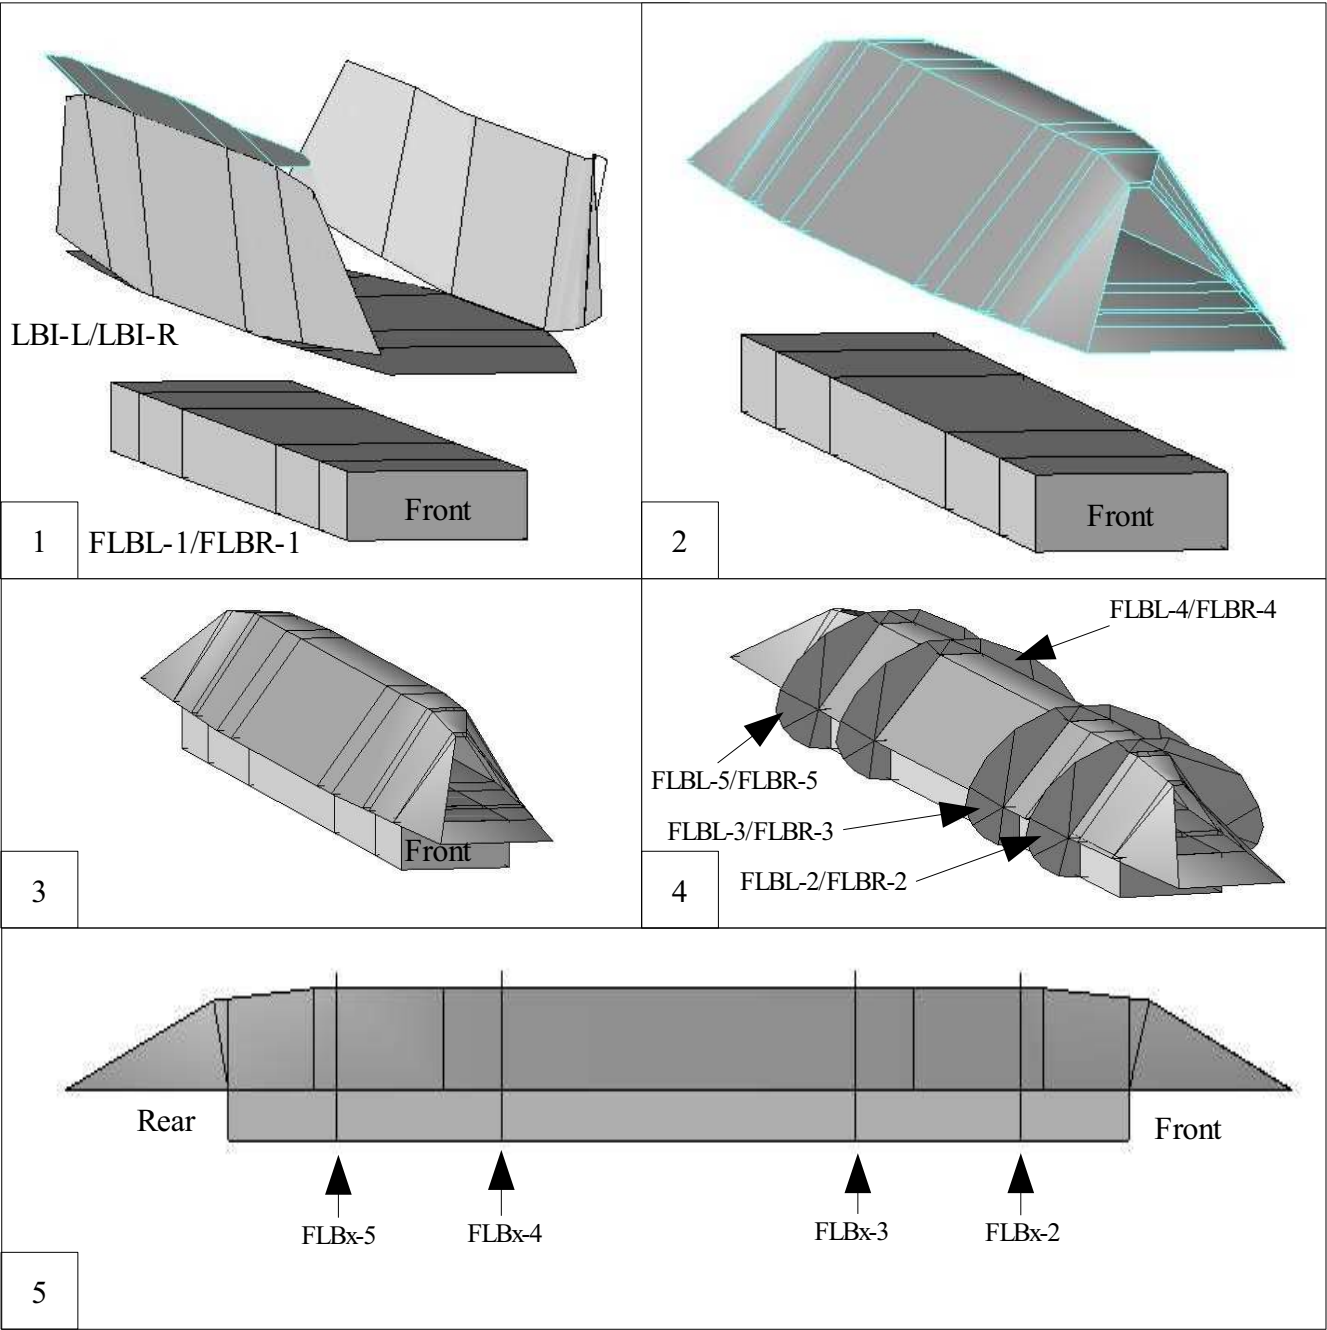 LBI-L/LBI-R
Front
1
FLBL-1/FLBR-1
Front
2
Front
3
FLBL-4/FLBR-4
FLBL-5/FLBR-5
FLBL-3/FLBR-3
FLBL-2/FLBR-2
4
Rear
Front
FLBx-5
FLBx-4
FLBx-3
FLBx-2
5